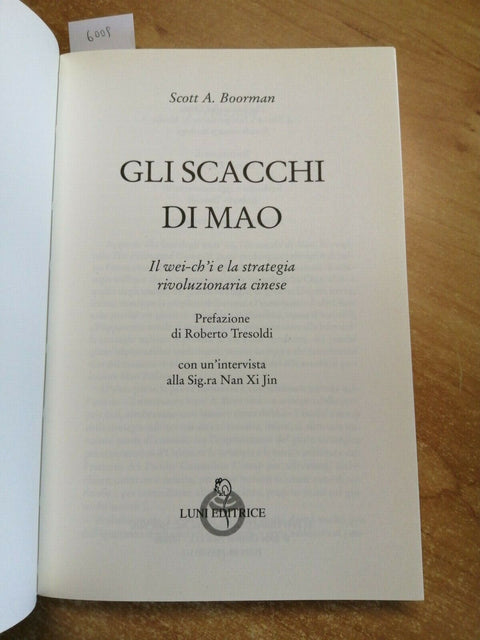 6005
Scott A. Boorman
GLI SCACCHI
DI MAO
Il wei-ch'i e la strategia
rivoluzionaria cinese
Prefazione
di Roberto Tresoldi
con un'intervista
alla Sig.ra Nan Xi Jin
LUNI EDITRICE